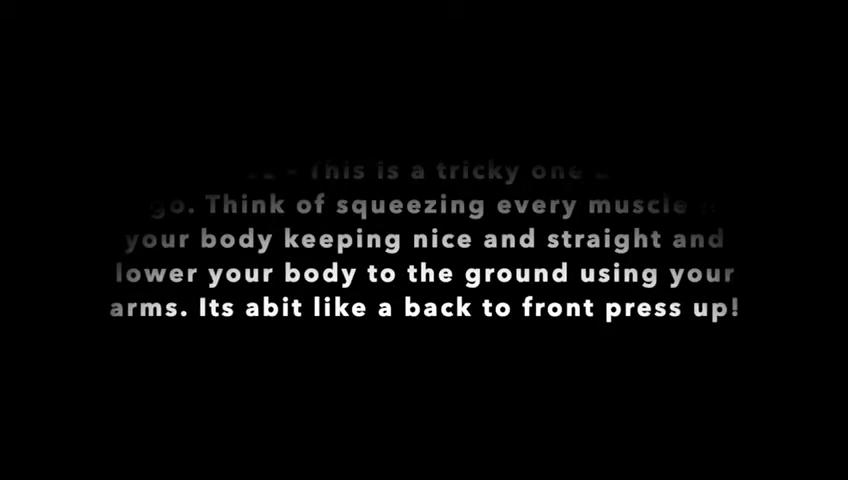 - This is a tricky one
go. Think of squeezing every muscle
your body keeping nice and straight and
lower your body to the ground using your
arms. Its abit like a back to front press up!